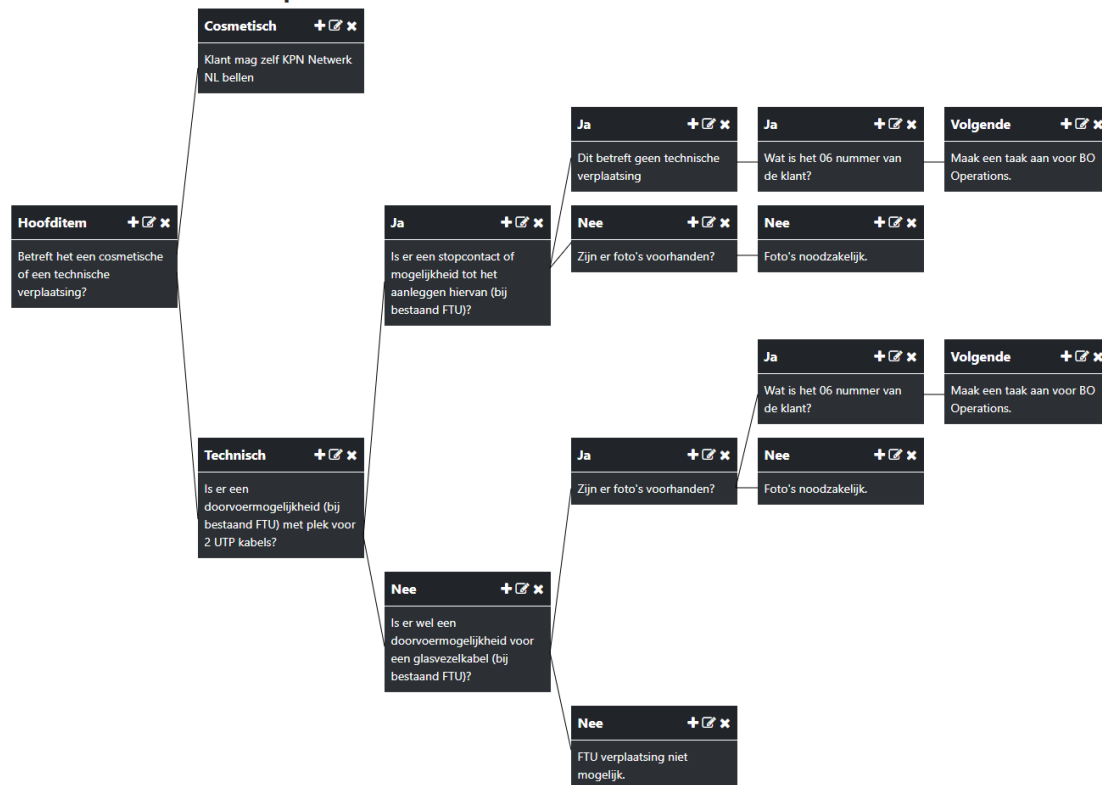 Cosmetisch
Klant mag zelf KPN Netwerk
NL bellen
Hoofditem
Betreft het een cosmetische
of een technische
verplaatsing?
Technisch
Is er een
doorvoermogelijkheid (bij
bestaand FTU) met plek voor
2 UTP kabels?
Ja
Is er een stopcontact of
mogelijkheid tot het
aanleggen hiervan (bij
bestaand FTU)?
Ja
Dit betreft geen technische
verplaatsing
Ja
Wat is het 06 nummer van
de klant?
Volgende
Maak een taak aan voor BO
Operations.
Nee
Zijn er foto's voorhanden?
Nee
Foto's noodzakelijk.
Nee
Is er wel een
doorvoermogelijkheid voor
een glasvezelkabel (bij
bestaand FTU)?
Ja
Zijn er foto's voorhanden?
Ja
Wat is het 06 nummer van
de klant?
Volgende
Maak een taak aan voor BO
Operations.
Nee
Foto's noodzakelijk.
Nee
FTU verplaatsing niet
mogelijk.